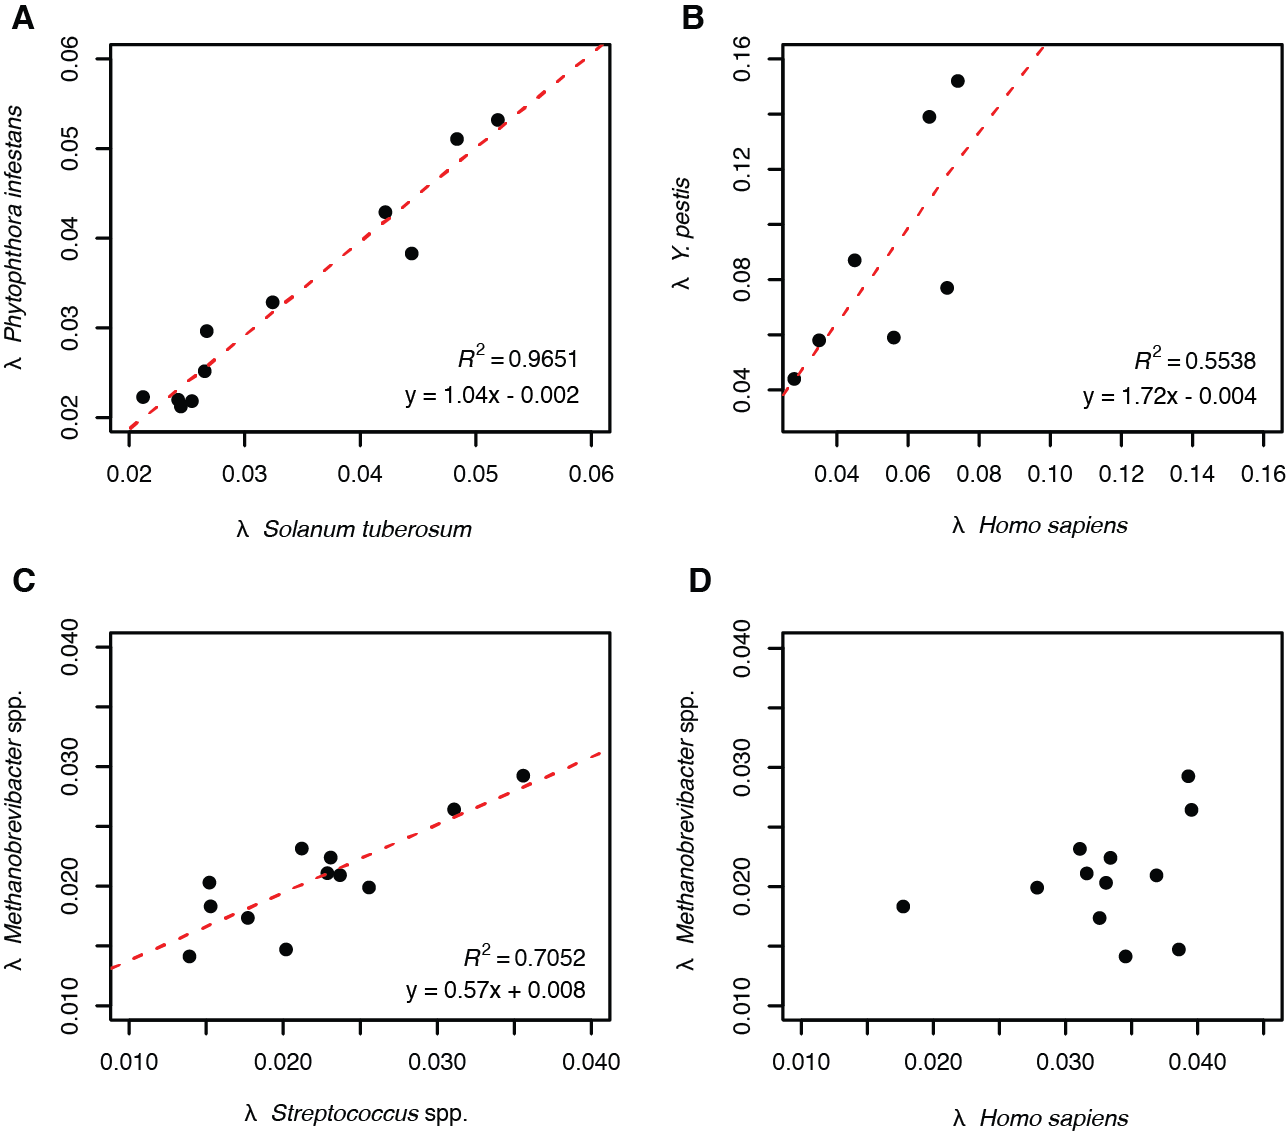 A
λ Phytophthora infestans
0.06
0.05
0.04
0.03
0.02
R² = 0.9651
y = 1.04x - 0.002
0.02 0.03 0.04 0.05 0.06
λ Solanum tuberosum
B
λ Y. pestis
0.16
0.12
0.08
0.04
R² = 0.5538
y = 1.72x - 0.004
0.04 0.06 0.08 0.10 0.12 0.14 0.16
λ Homo sapiens
C
λ Methanobrevibacter spp.
0.040
0.030
0.020
0.010
R² = 0.7052
y = 0.57x + 0.008
0.010 0.020 0.030 0.040
λ Streptococcus spp.
D
λ Methanobrevibacter spp.
0.040
0.030
0.020
0.010
0.010 0.020 0.030 0.040
λ Homo sapiens